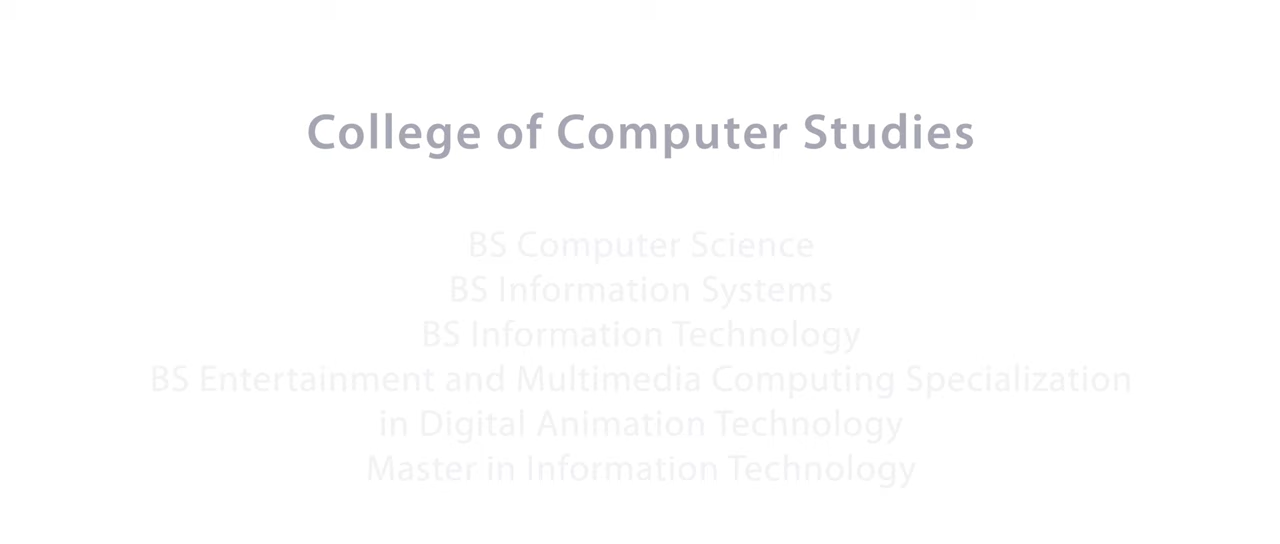 College of Computer Studies
BS Computer Science
BS Information Systems
BS Information Technology
BS Entertainment and Multimedia Computing Specialization
in Digital Animation Technology
Master in Information Technology